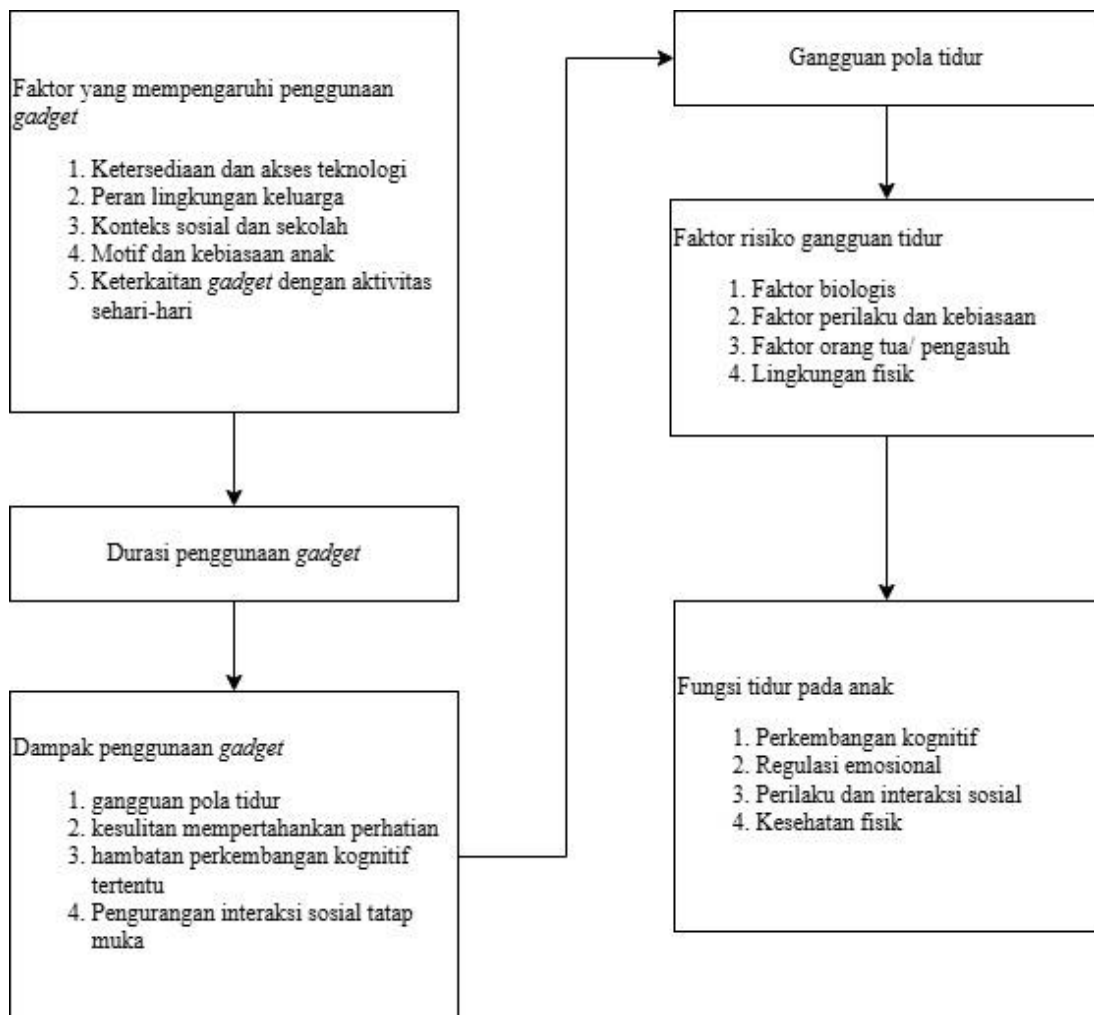 Faktor yang mempengaruhi penggunaan
gadget
1. Ketersediaan dan akses teknologi
2. Peran lingkungan keluarga
3. Konteks sosial dan sekolah
4. Motif dan kebiasaan anak
5. Keterkaitan gadget dengan aktivitas
sehari-hari
Durasi penggunaan gadget
Dampak penggunaan gadget
1. gangguan pola tidur
2. kesulitan mempertahankan perhatian
3. hambatan perkembangan kognitif
tertentu
4. Pengurangan interaksi sosial tatap
muka
Gangguan pola tidur
Faktor risiko gangguan tidur
1. Faktor biologis
2. Faktor perilaku dan kebiasaan
3. Faktor orang tua/ pengasuh
4. Lingkungan fisik
Fungsi tidur pada anak
1. Perkembangan kognitif
2. Regulasi emosional
3. Perilaku dan interaksi sosial
4. Kesehatan fisik